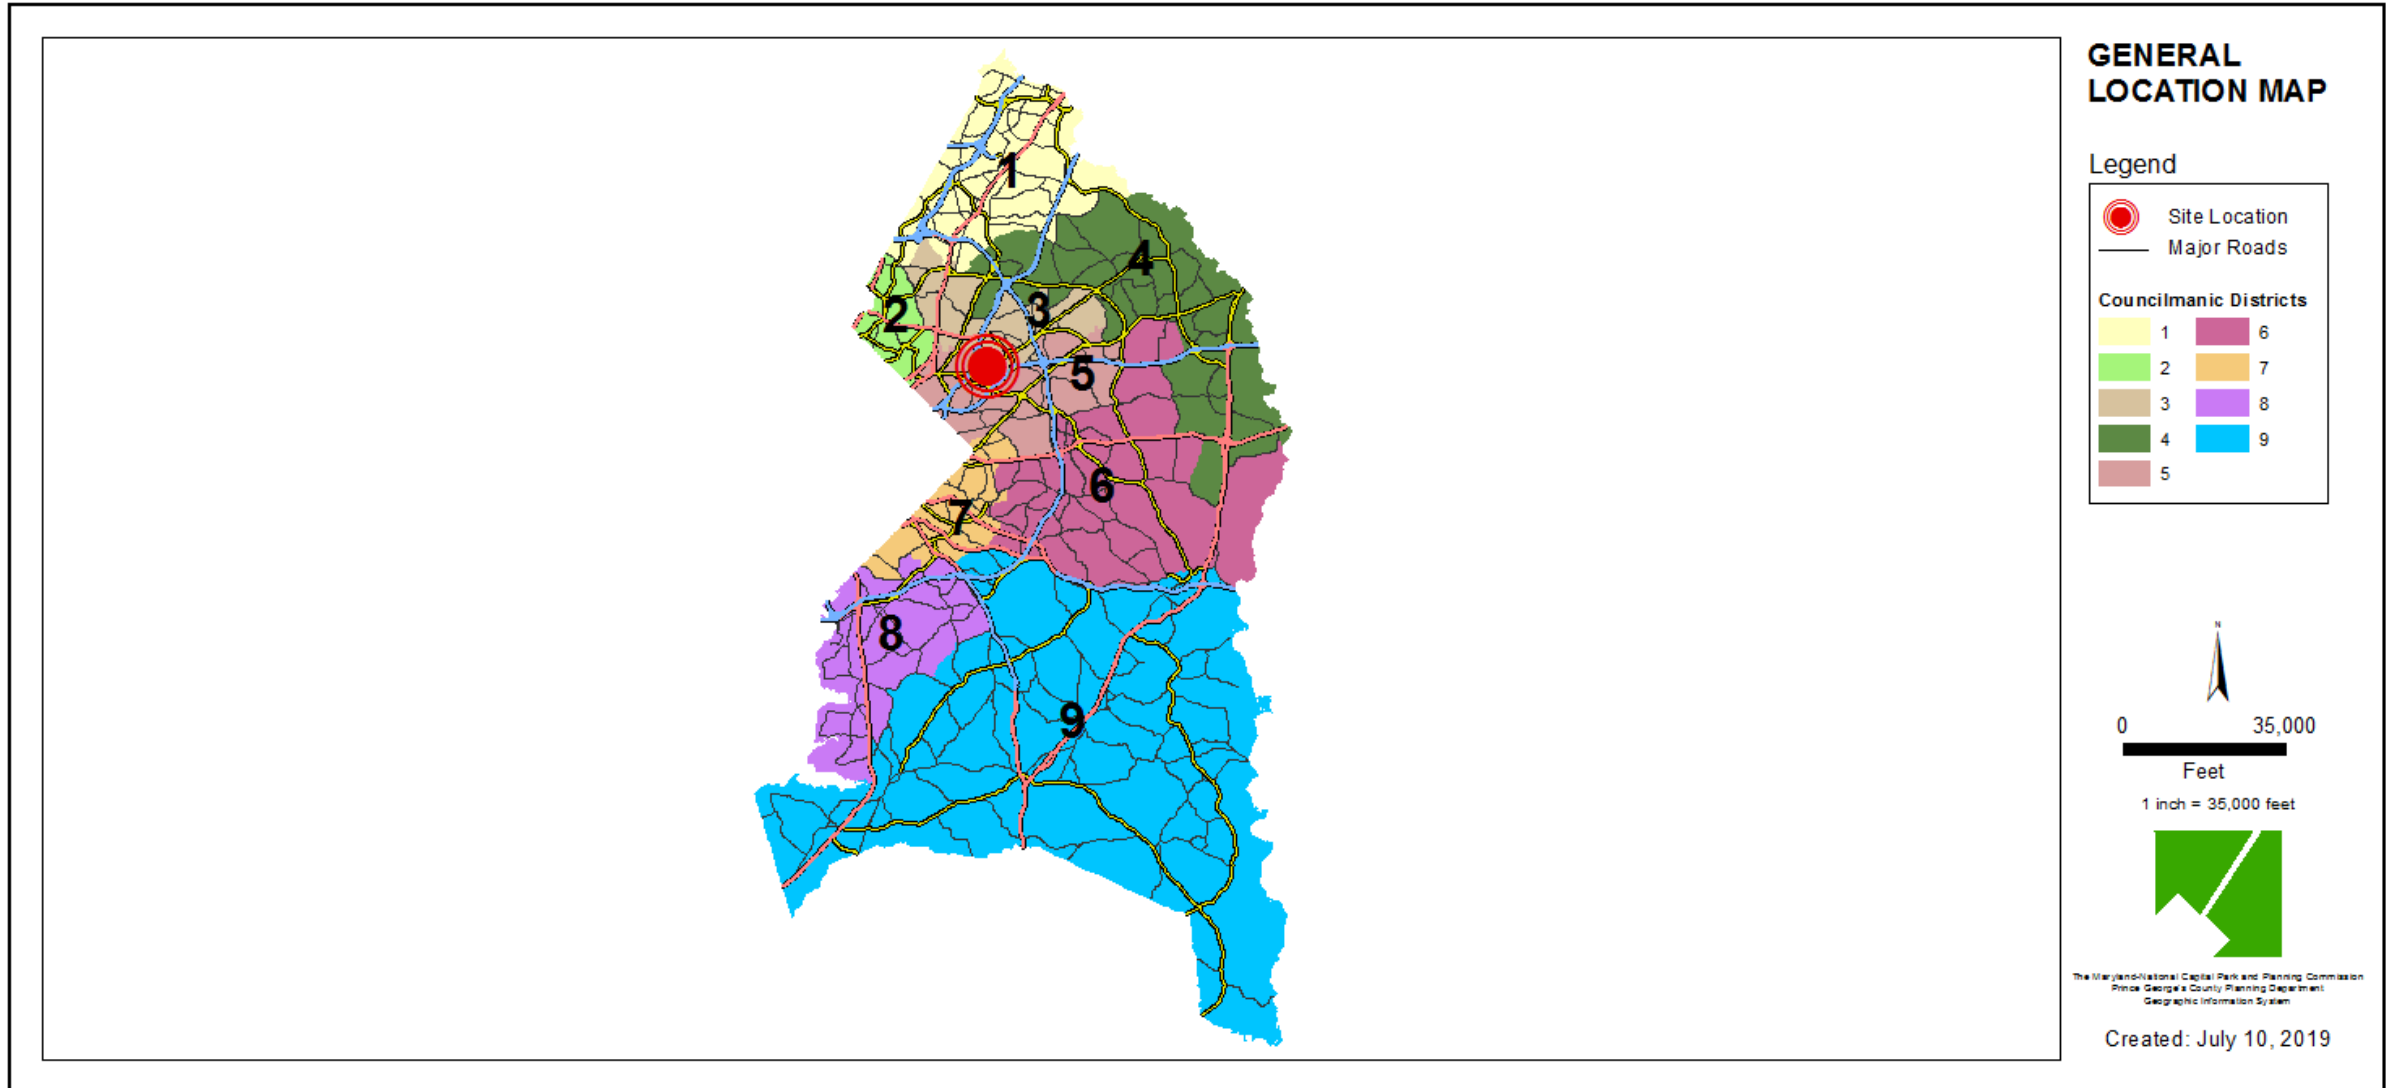 GENERAL
LOCATION MAP
Legend
Site Location
Major Roads
Councilmanic Districts
1 6
2 7
3 8
4 9
5
1
4
3
2
5
6
7
8
9
N
0 35,000
Feet
1 inch = 35,000 feet
The Maryland-National Capital Park and Planning Commission
Prince George's County Planning Department
Geographic Information System
Created: July 10, 2019